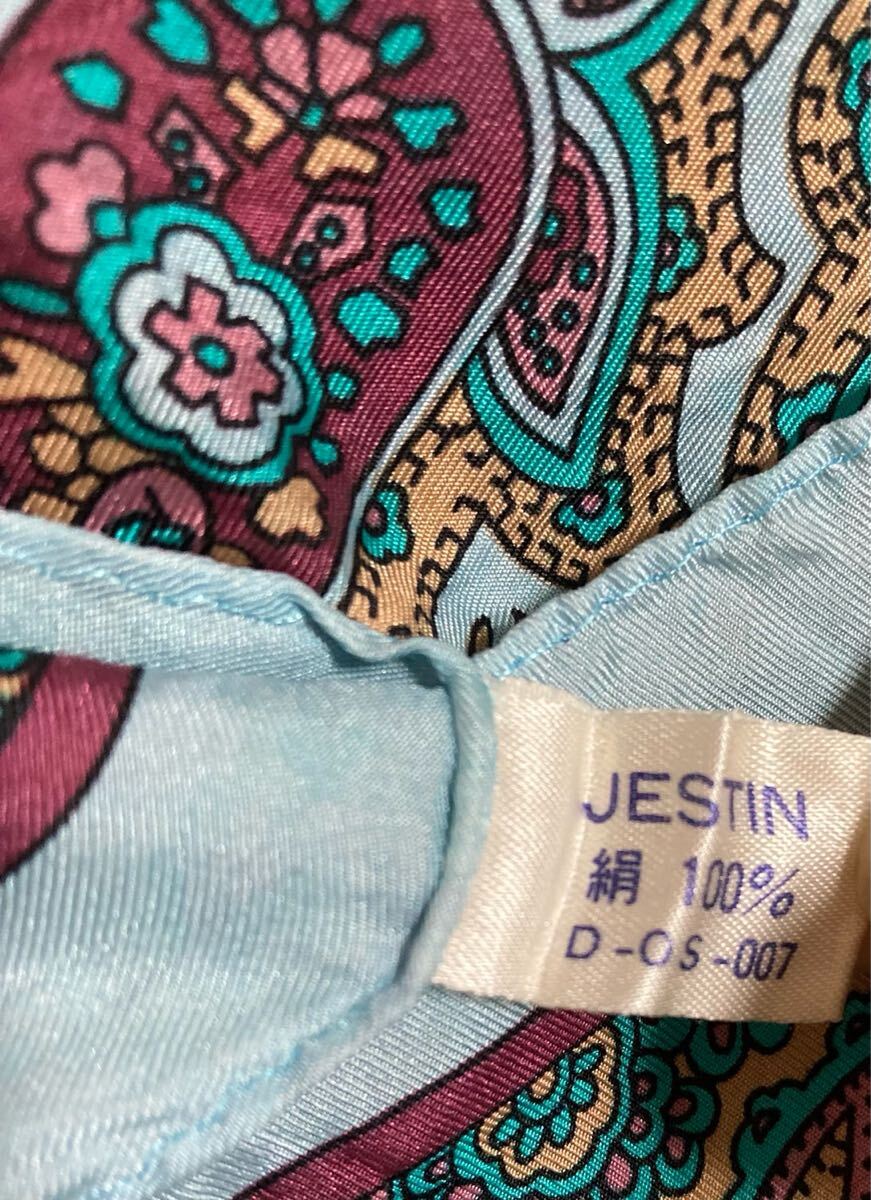 JESTIN
絹 100%
D-OS-007